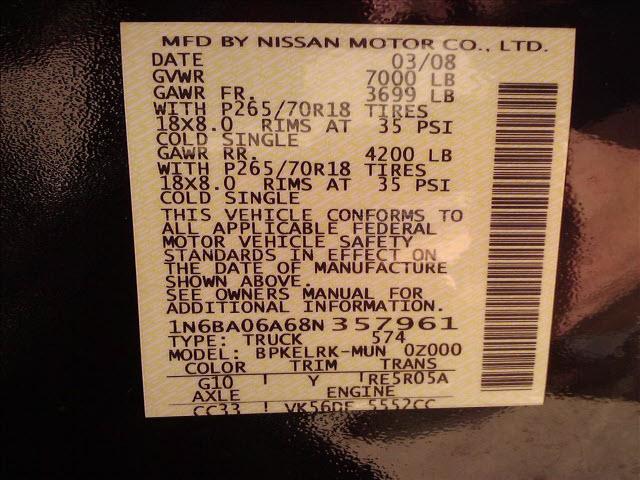 MFD BY NISSAN MOTOR CO., LTD.
DATE 03/08
GVWR 7000 LB
GAWR FR. 3699 LB
WITH P265/70R18 TIRES
18X8.0 RIMS AT 35 PSI
COLD SINGLE
GAWR RR. 4200 LB
WITH P265/70R18 TIRES
18X8.0 RIMS AT 35 PSI
COLD SINGLE
THIS VEHICLE CONFORMS TO
ALL APPLICABLE FEDERAL
MOTOR VEHICLE SAFETY
STANDARDS IN EFFECT ON
THE DATE OF MANUFACTURE
SHOWN ABOVE.
SEE OWNERS MANUAL FOR
ADDITIONAL INFORMATION.
1N6BA06A68N357961
TYPE: TRUCK 574
MODEL: BPKELRK-MUN 0Z000
COLOR TRIM TRANS
G10 ! Y !RE5R05A
AXLE ENGINE
CC33 ! VK56DE 5552CC